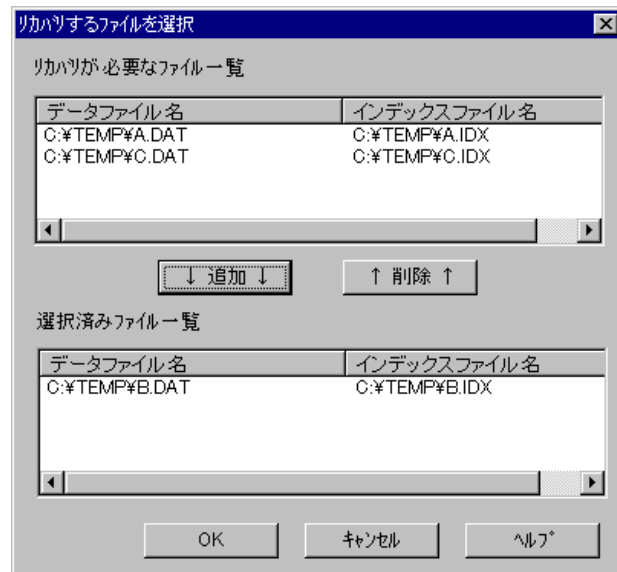 ﾘｶﾊﾞﾘするﾌｧｲﾙを選択
ﾘｶﾊﾞﾘが必要なﾌｧｲﾙ一覧
データファイル名 インデックスファイル名
C:¥TEMP¥A.DAT C:¥TEMP¥A.IDX
C:¥TEMP¥C.DAT C:¥TEMP¥C.IDX
↓ 追加 ↓ ↑ 削除 ↑
選択済みﾌｧｲﾙ一覧
データファイル名 インデックスファイル名
C:¥TEMP¥B.DAT C:¥TEMP¥B.IDX
OK ｷｬﾝｾﾙ ﾍﾙﾌﾟ